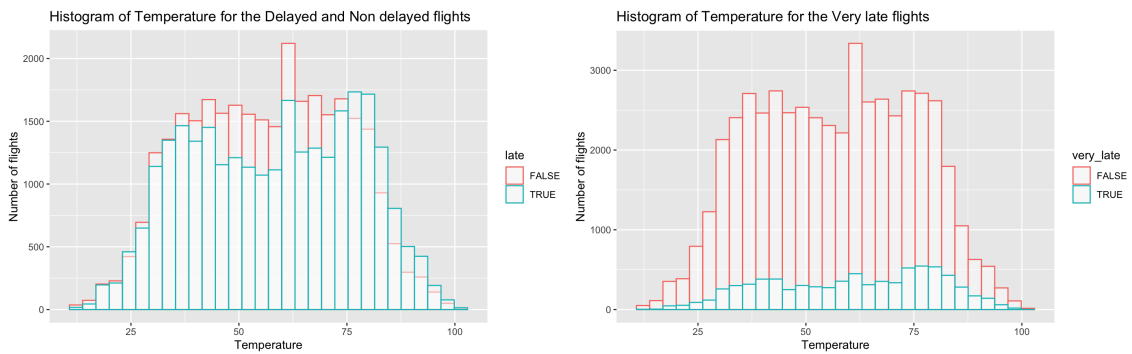 Histogram of Temperature for the Delayed and Non delayed flights
2000
1500
1000
500
0
Number of flights
25
50
75
100
Temperature
late
FALSE
TRUE
Histogram of Temperature for the Very late flights
3000
2000
1000
0
Number of flights
25
50
75
100
Temperature
very_late
FALSE
TRUE